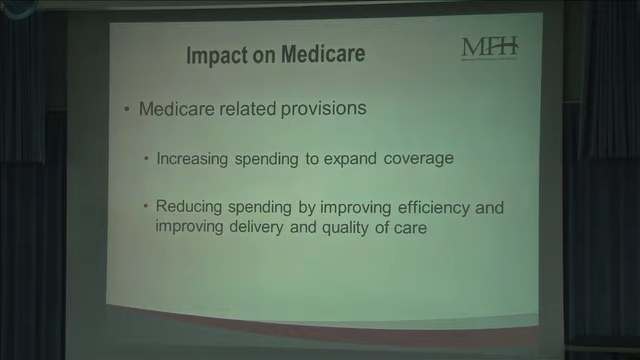 Impact on Medicare
MFH
• Medicare related provisions
• Increasing spending to expand coverage
• Reducing spending by improving efficiency and
improving delivery and quality of care